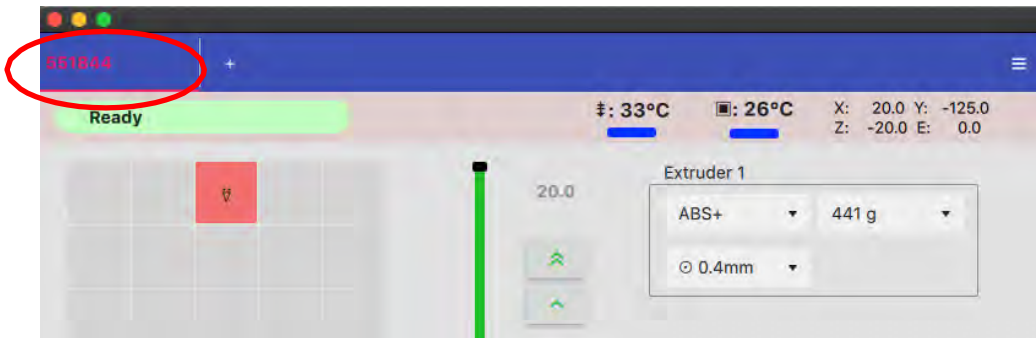 +
Ready
: 33°C : 26°C X: 20.0 Y: -125.0
Z: -20.0 E: 0.0
20.0
Extruder 1
ABS+ 441 g
0.4mm